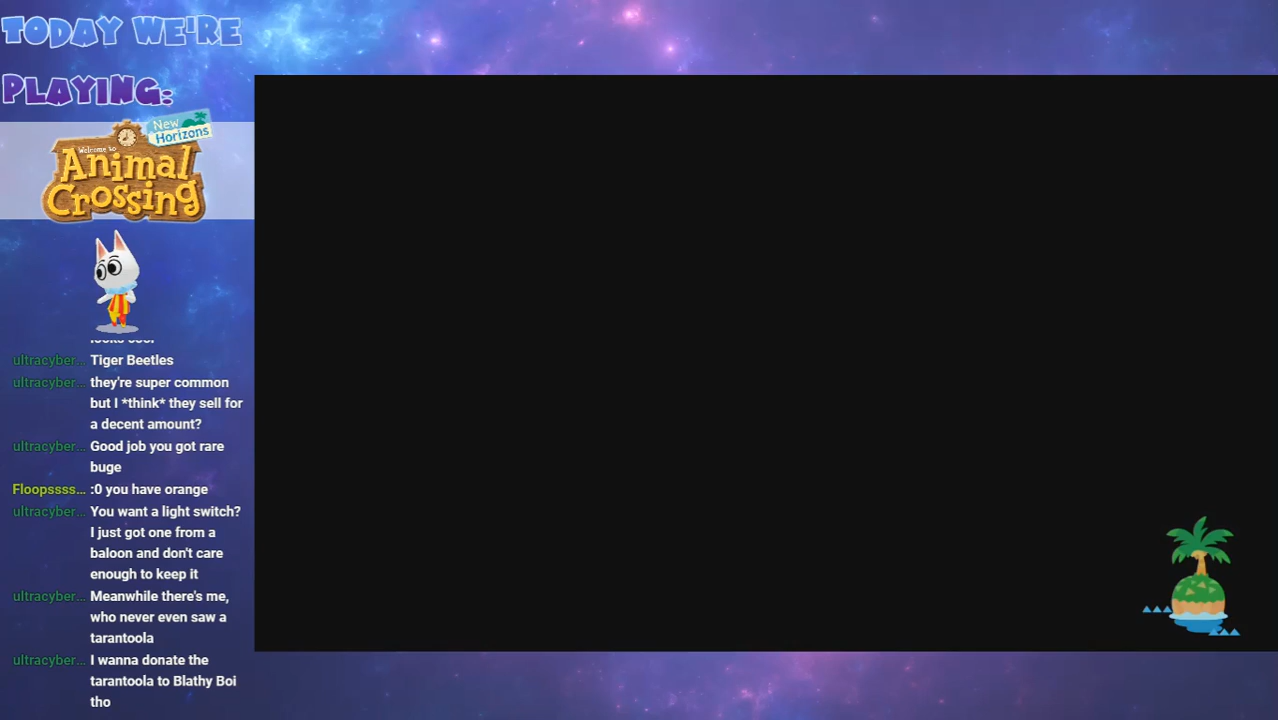 TODAY WE'RE
PLAYING:
New
Horizons
Welcome to
Animal
Crossing
ultracyber... Tiger Beetles
ultracyber... they're super common
but I *think* they sell for
a decent amount?
ultracyber... Good job you got rare
buge
Floopssss... :0 you have orange
ultracyber... You want a light switch?
I just got one from a
baloon and don't care
enough to keep it
ultracyber... Meanwhile there's me,
who never even saw a
tarantoola
ultracyber... I wanna donate the
tarantoola to Blathy Boi
tho